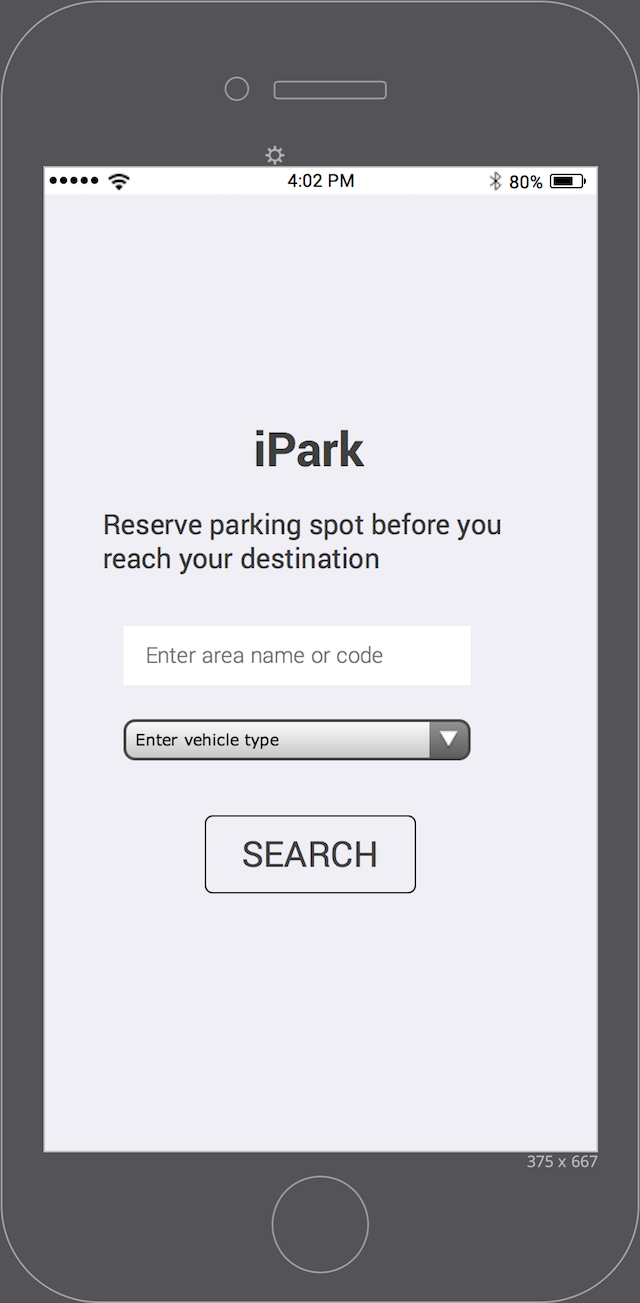 4:02 PM 80%
iPark
Reserve parking spot before you
reach your destination
Enter area name or code
Enter vehicle type
SEARCH
375 x 667